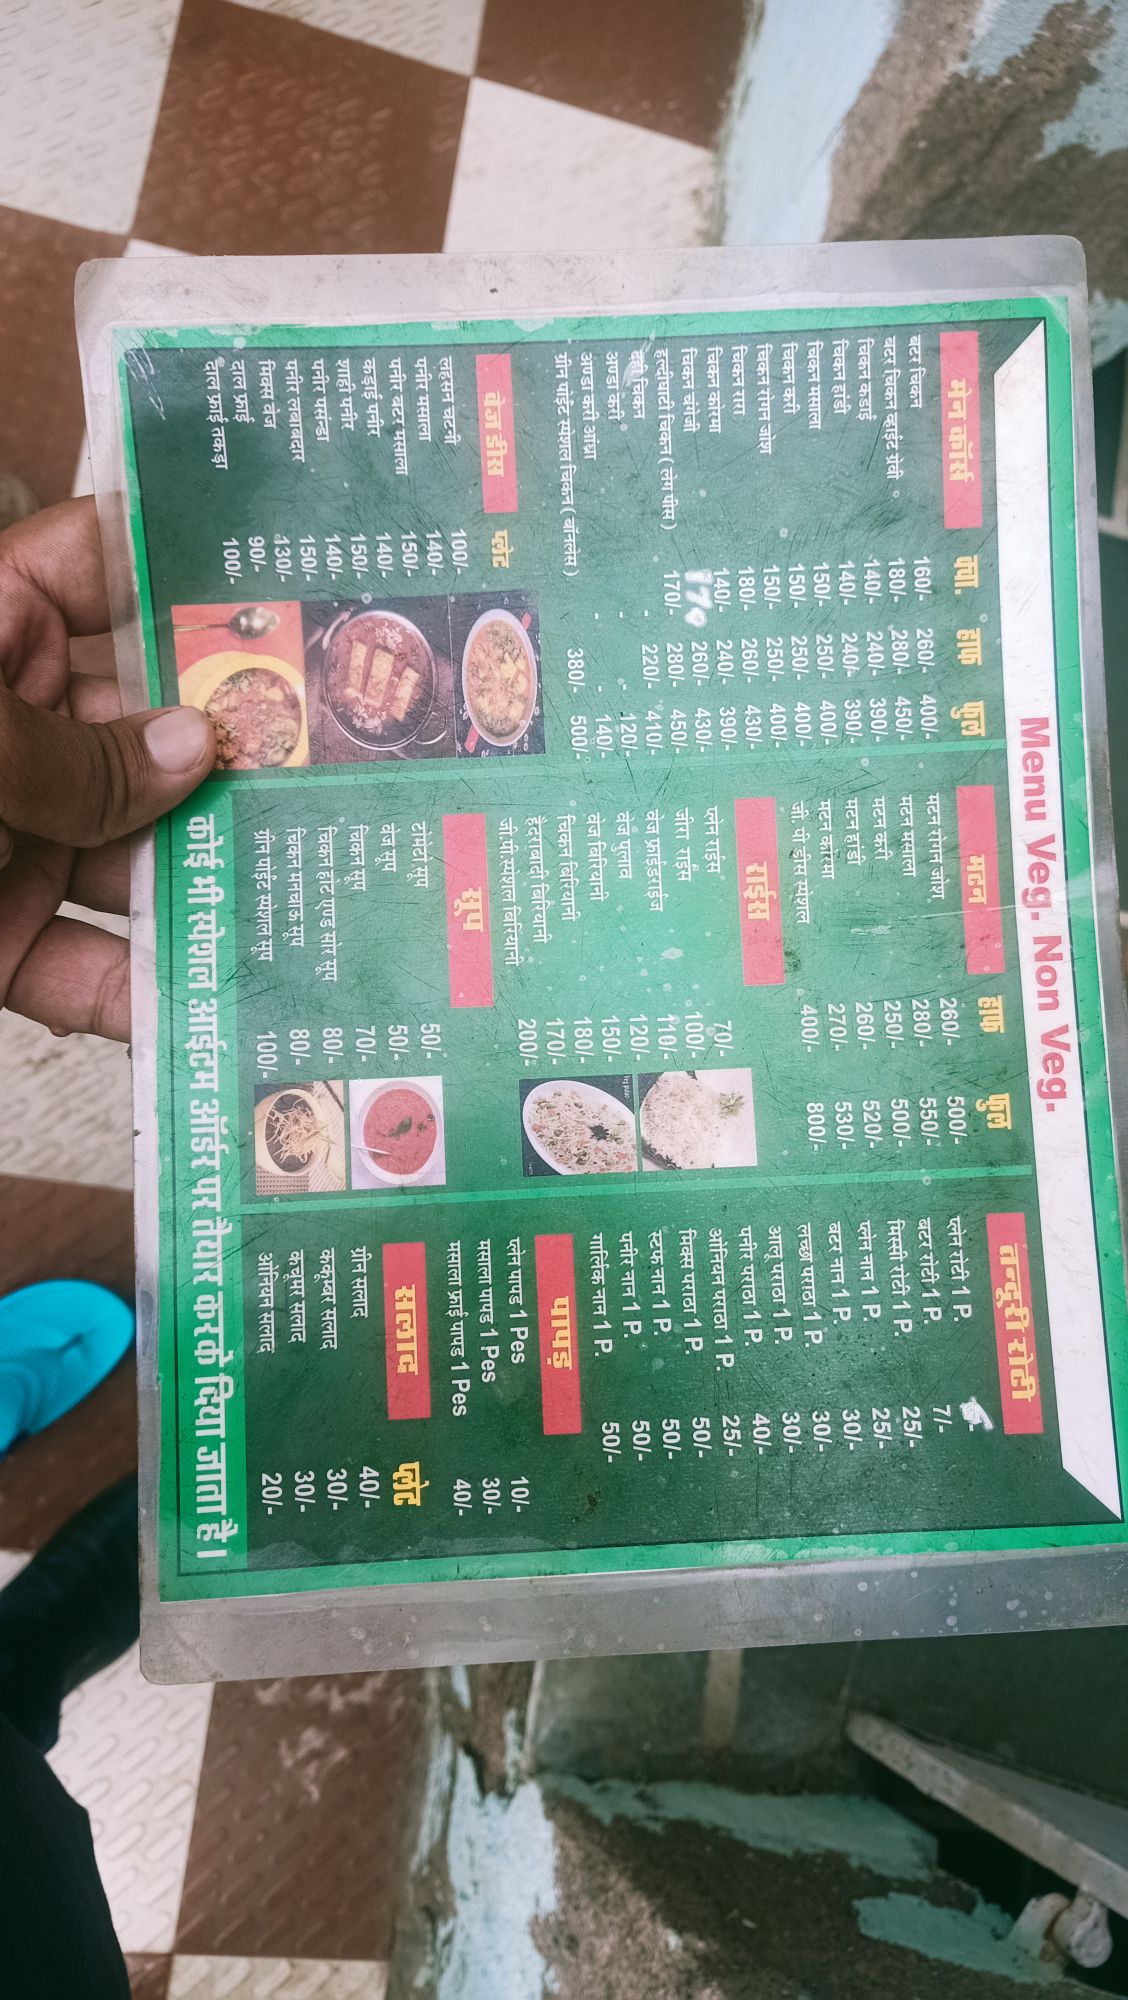 Menu Veg. Non Veg.
मेन कॉर्स क्वा. हाफ फुल
बटर चिकन 160/- 260/- 400/-
बटर चिकन व्हाईट ग्रेवी 180/- 280/- 450/-
चिकन कडाई 140/- 240/- 390/-
चिकन हांडी 140/- 240/- 390/-
चिकन मसाला 150/- 250/- 400/-
चिकन करी 150/- 250/- 400/-
चिकन रोगन जोश 150/- 250/- 400/-
चिकन रारा 180/- 260/- 430/-
चिकन कोरमा 140/- 240/- 390/-
चिकन चंगेजी 170 260/- 430/-
हल्दीघाटी चिकन ( लेग पीस ) 170/- 280/- 450/-
दही चिकन - 220/- 410/-
अण्डा करी - - 120/-
अण्डा करी आंध्रा - - 140/-
ग्रीन पाईट स्पेशल चिकन ( बॉनलेस ) 380/- 500/-
वेज डीस प्लेट
लहसन चटनी 100/-
पनीर मसाला 140/-
पनीर बटर मसाला 150/-
कडाई पनीर 140/-
शाही पनीर 150/-
पनीर पसंन्दा 140/-
पनीर लबाबदार 150/-
मिक्स वेज 130/-
दाल फ्राई 90/-
दाल फ्राई तकड़ा 100/-
मटन हाफ फुल
मटन रोगन जोश 260/- 500/-
मटन मसाला 280/- 550/-
मटन करी 250/- 500/-
मटन हांडी 260/- 520/-
मटन कोरमा 270/- 530/-
जी. पी. डीस स्पेशल 400/- 800/-
राईस
प्लेन राईस 70/-
जीरा राईस 100/-
वेज फ्राईडराईज 110/-
वेज पुलाव 120/-
वेज बिरियानी 150/-
चिकन बिरियानी 180/-
हैदराबादी बिरियानी 170/-
जी.पी.स्पेशल बिरियानी 200/-
सूप
टोमेटो सूप 50/-
वेज सूप 50/-
चिकन सूप 70/-
चिकन होट एण्ड सोर सूप 80/-
चिकन मनचाऊ सूप 80/-
ग्रीन पाईट स्पेशल सूप 100/-
तन्दूरी रोटी
प्लेन रोटी 1 P.
बटर रोटी 1 P. 7/-
मिस्सी रोटी 1 P. 25/-
प्लेन नान 1 P. 25/-
बटर नान 1 P. 30/-
लच्छा पराठा 1 P. 30/-
आलू पराठा 1 P. 30/-
पनीर पराठा 1 P. 40/-
ओनियन पराठा 1 P. 25/-
मिक्स पराठा 1 P. 50/-
स्टफ नान 1 P. 50/-
पनीर नान 1 P. 50/-
गार्लिक नान 1 P. 50/-
पापड़
प्लेन पापड 1 Pes 10/-
मसाला पापड 1 Pes 30/-
मसाला फ्राई पापड 1 Pes 40/-
सलाद प्लेट
ग्रीन सलाद 40/-
कुकुम्बर सलाद 30/-
कचुमर सलाद 30/-
ओनियन सलाद 20/-
कोई भी स्पेशल आईटम ऑर्डर पर तैयार करके दिया जाता है।